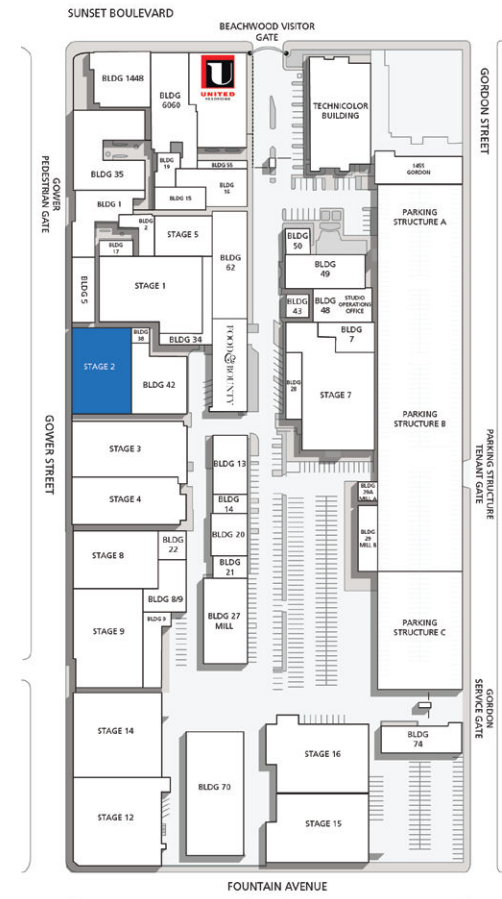 SUNSET BOULEVARD
BEACHWOOD VISITOR
GATE
BLDG 1448
BLDG
6060
UNITED
TECHNICOLOR
BUILDING
GORDON STREET
GOWER
PEDESTRIAN GATE
BLDG 35
BLDG
19
BLDG 55
BLDG
16
BLDG 15
1455
GORDON
BLDG 1
BLDG
2
STAGE 5
BLDG
17
BLDG
62
BLDG
50
BLDG
49
PARKING
STRUCTURE A
BLDG 5
STAGE 1
BLDG
43
BLDG
48
STUDIO
OPERATIONS
OFFICE
BLDG
7
BLDG
38
BLDG 34
FOOD & BOUNTY
STAGE 2
BLDG 42
BLDG
28
STAGE 7
PARKING
STRUCTURE B
GOWER STREET
STAGE 3
BLDG 13
STAGE 4
BLDG
14
BLDG
29A
MILL A
PARKING STRUCTURE
TENANT GATE
STAGE 8
BLDG
22
BLDG 20
BLDG
29
MILL B
BLDG
21
BLDG 8/9
BLDG 9
STAGE 9
BLDG 27
MILL
PARKING
STRUCTURE C
GORDON
SERVICE GATE
STAGE 14
STAGE 16
BLDG
74
BLDG 70
STAGE 12
STAGE 15
FOUNTAIN AVENUE